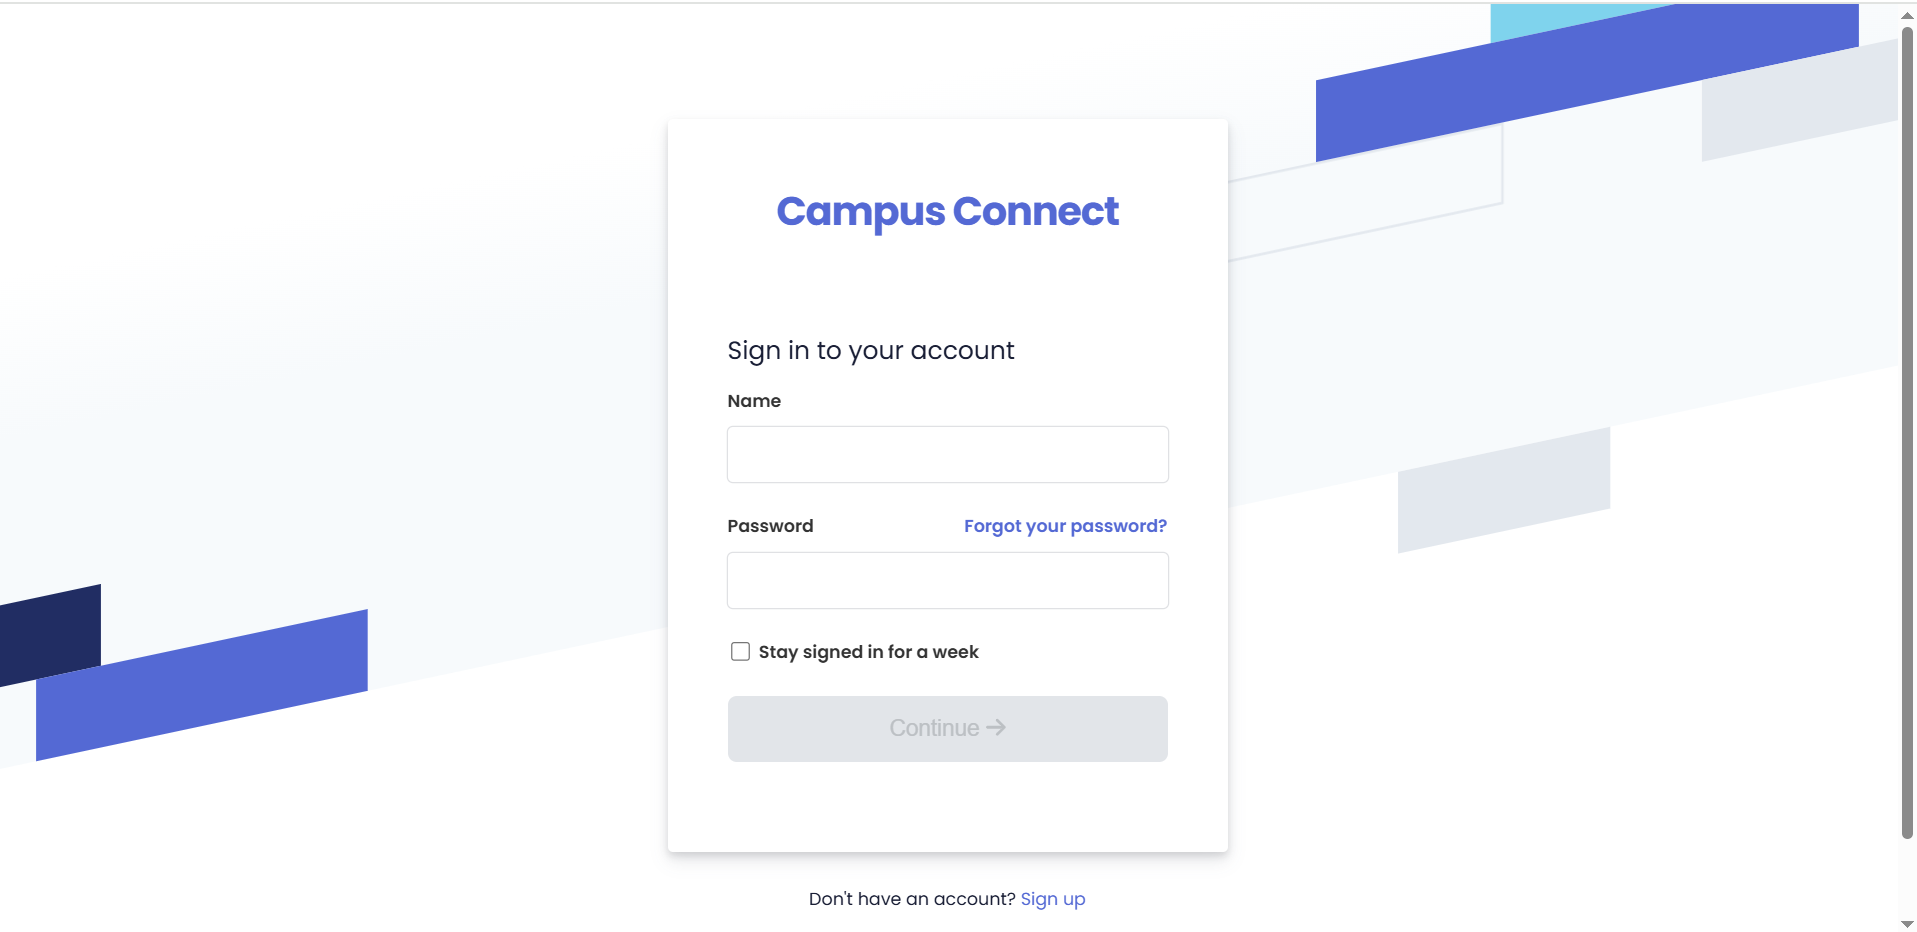 Campus Connect
Sign in to your account
Name
Password
Forgot your password?
Stay signed in for a week
Continue →
Don't have an account? Sign up